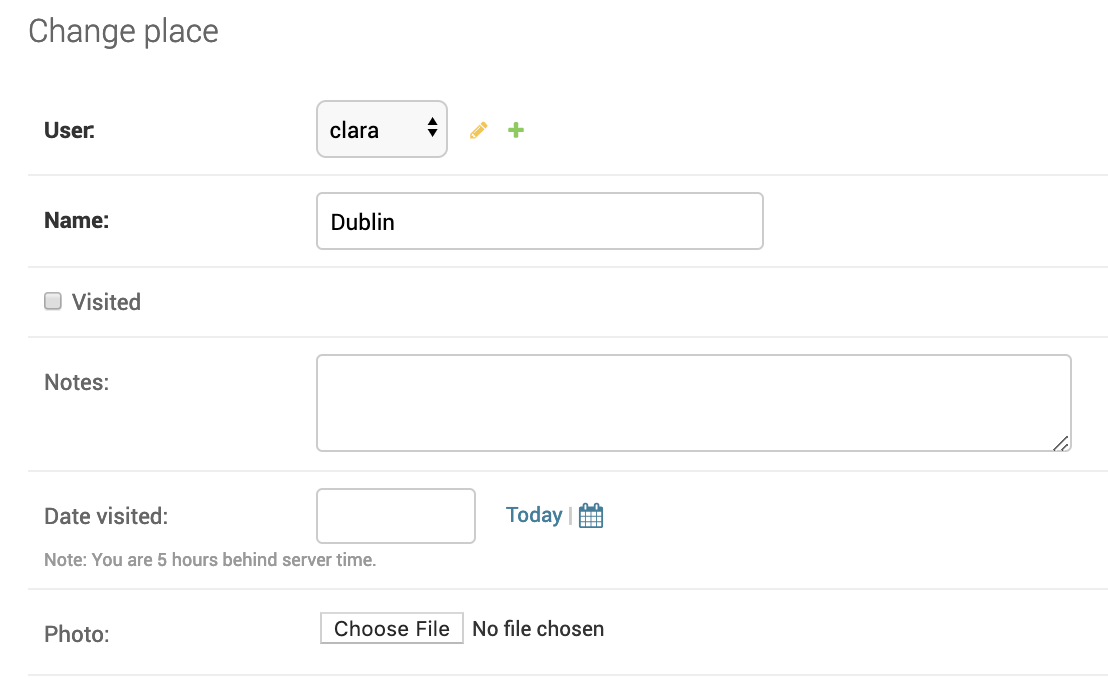 Change place
User:
clara
Name:
Dublin
Visited
Notes:
Date visited:
Today |
Note: You are 5 hours behind server time.
Photo:
Choose File No file chosen